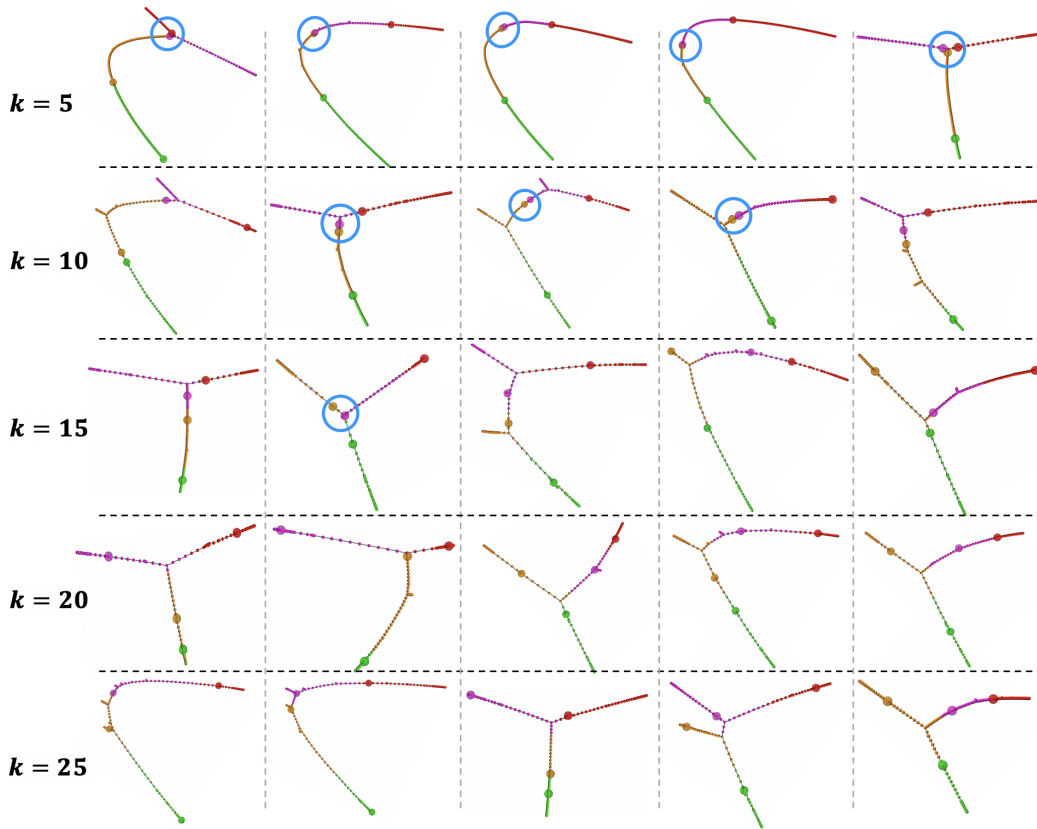 k = 5
k = 10
k = 15
k = 20
k = 25